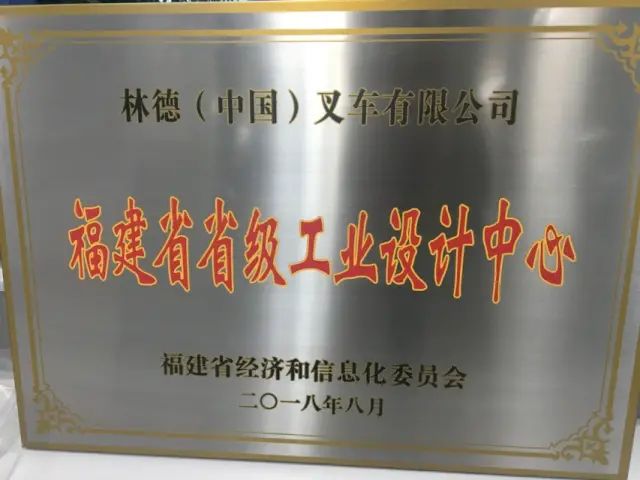 林德（中国）叉车有限公司
福建省省级工业设计中心
福建省经济和信息化委员会
二〇一八年八月